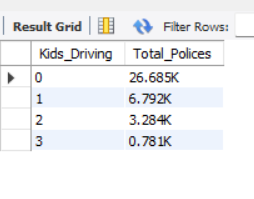 Result Grid Filter Rows:
Kids_Driving Total_Polices
0 26.685K
1 6.792K
2 3.284K
3 0.781K